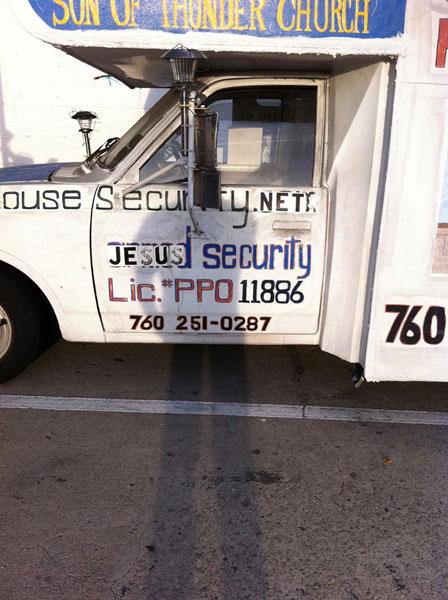 SON OF THUNDER CHURCH
ouse Security.NET
JESUS security
Lic.#PPO 11886
760 251-0287
760